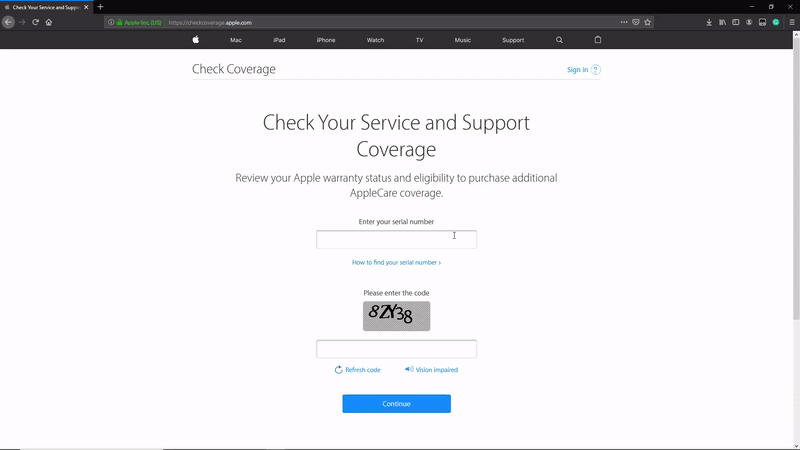 Check Your Service and Supp
Apple Inc. (US)
https://checkcoverage.apple.com
Mac iPad iPhone Watch TV Music Support
Check Coverage
Sign in ?
Check Your Service and Support
Coverage
Review your Apple warranty status and eligibility to purchase additional
AppleCare coverage.
Enter your serial number
How to find your serial number ›
Please enter the code
8ZY38
Refresh code
Vision impaired
Continue